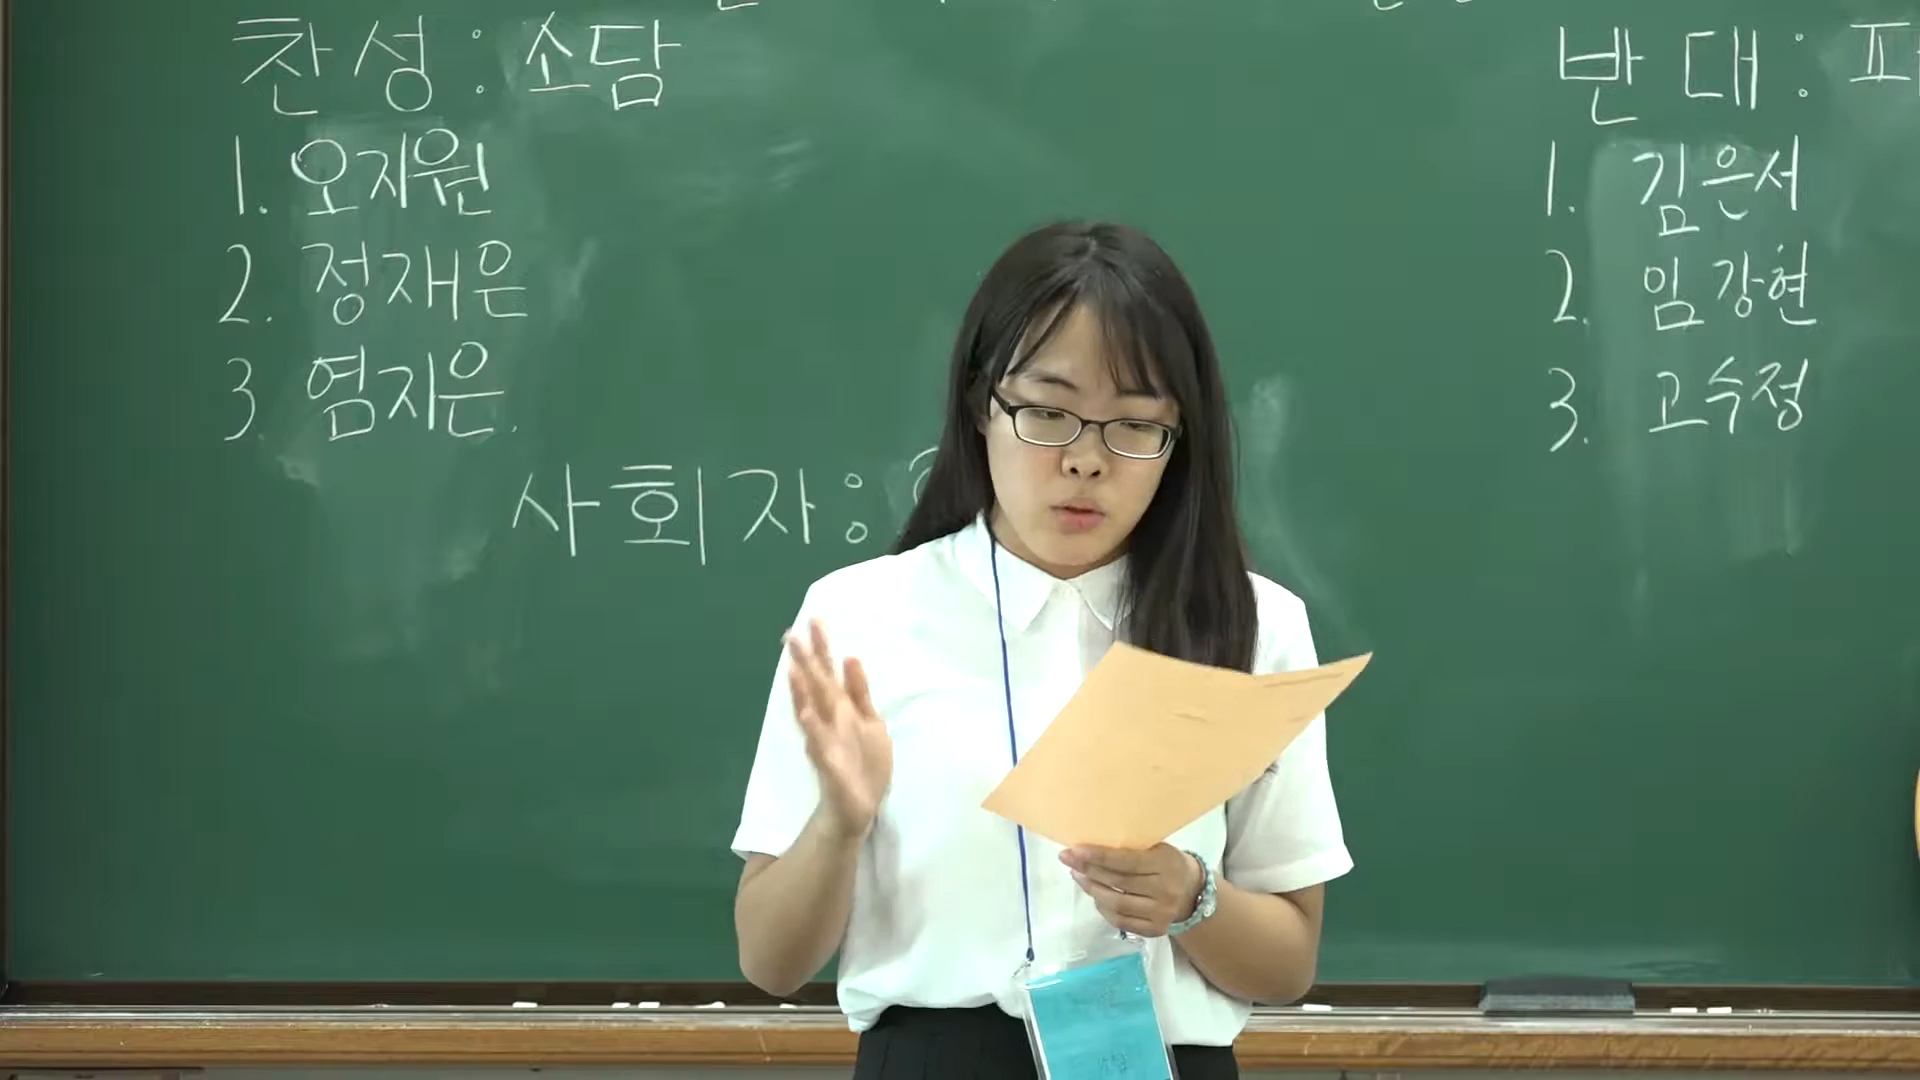 찬성 : 소담
1. 오지원
2. 정재은
3. 염지은
반대 :
1. 김은서
2. 임강현
3. 고수정
사회자 :